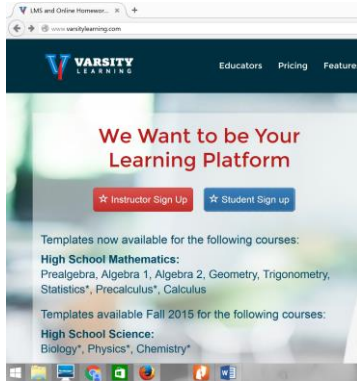 LMS and Online Homewor...
www.varsitylearning.com
VARSITY
LEARNING
Educators Pricing Feature
We Want to be Your
Learning Platform
☆ Instructor Sign Up ☆ Student Sign up
Templates now available for the following courses:
High School Mathematics:
Prealgebra, Algebra 1, Algebra 2, Geometry, Trigonometry,
Statistics*, Precalculus*, Calculus
Templates available Fall 2015 for the following courses:
High School Science:
Biology*, Physics*, Chemistry*